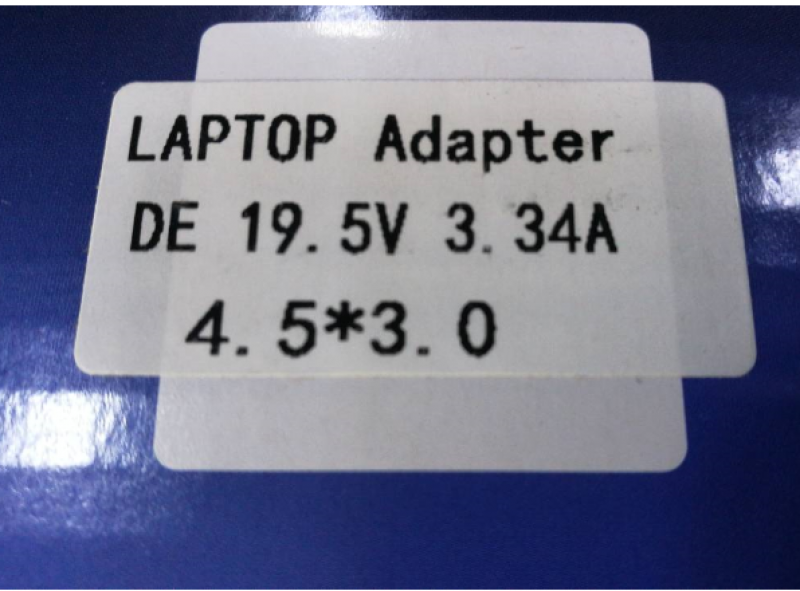 LAPTOP Adapter
DE 19.5V 3.34A
4.5*3.0